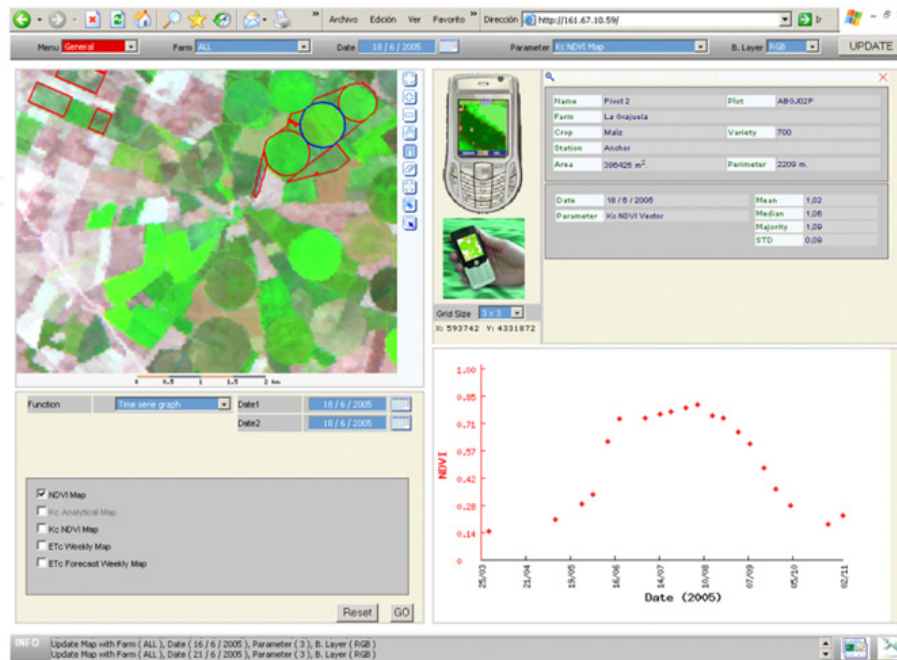 » Archivo Edición Ver Favorito » Dirección http://161.67.10.59/ Ir
Menu General Farm ALL Date 18 / 6 / 2005 Parameter Kc NDVI Map B. Layer RGB UPDATE
Name Pivot 2 Plot AB0J02P
Farm La Grajuela
Crop Maiz Variety 700
Station Anchor
Area 386426 m². Perimeter 2209 m.
Date 18 / 6 / 2005 Mean 1,02
Parameter Kc NDVI Vector Median 1,06
Majority 1,09
STD 0,09
Grid Size 3 x 3
X: 593742 Y: 4331872
0 0.5 1 1.5 2 km
Function Time serie graph Date1 18 / 6 / 2005
Date2 18 / 6 / 2005
NDVI Map
Kc Analytical Map
Kc NDVI Map
ETc Weekly Map
ETc Forecast Weekly Map
Reset GO
NDVI
1.00
0.85
0.71
0.57
0.42
0.28
0.14
0
25/03 21/04 19/05 16/06 14/07 10/08 07/09 05/10 02/11
Date (2005)
INFO Update Map with Farm ( ALL ), Date ( 16 / 6 / 2005 ), Parameter ( 3 ), B. Layer ( RGB )
Update Map with Farm ( ALL ), Date ( 21 / 6 / 2005 ), Parameter ( 3 ), B. Layer ( RGB )